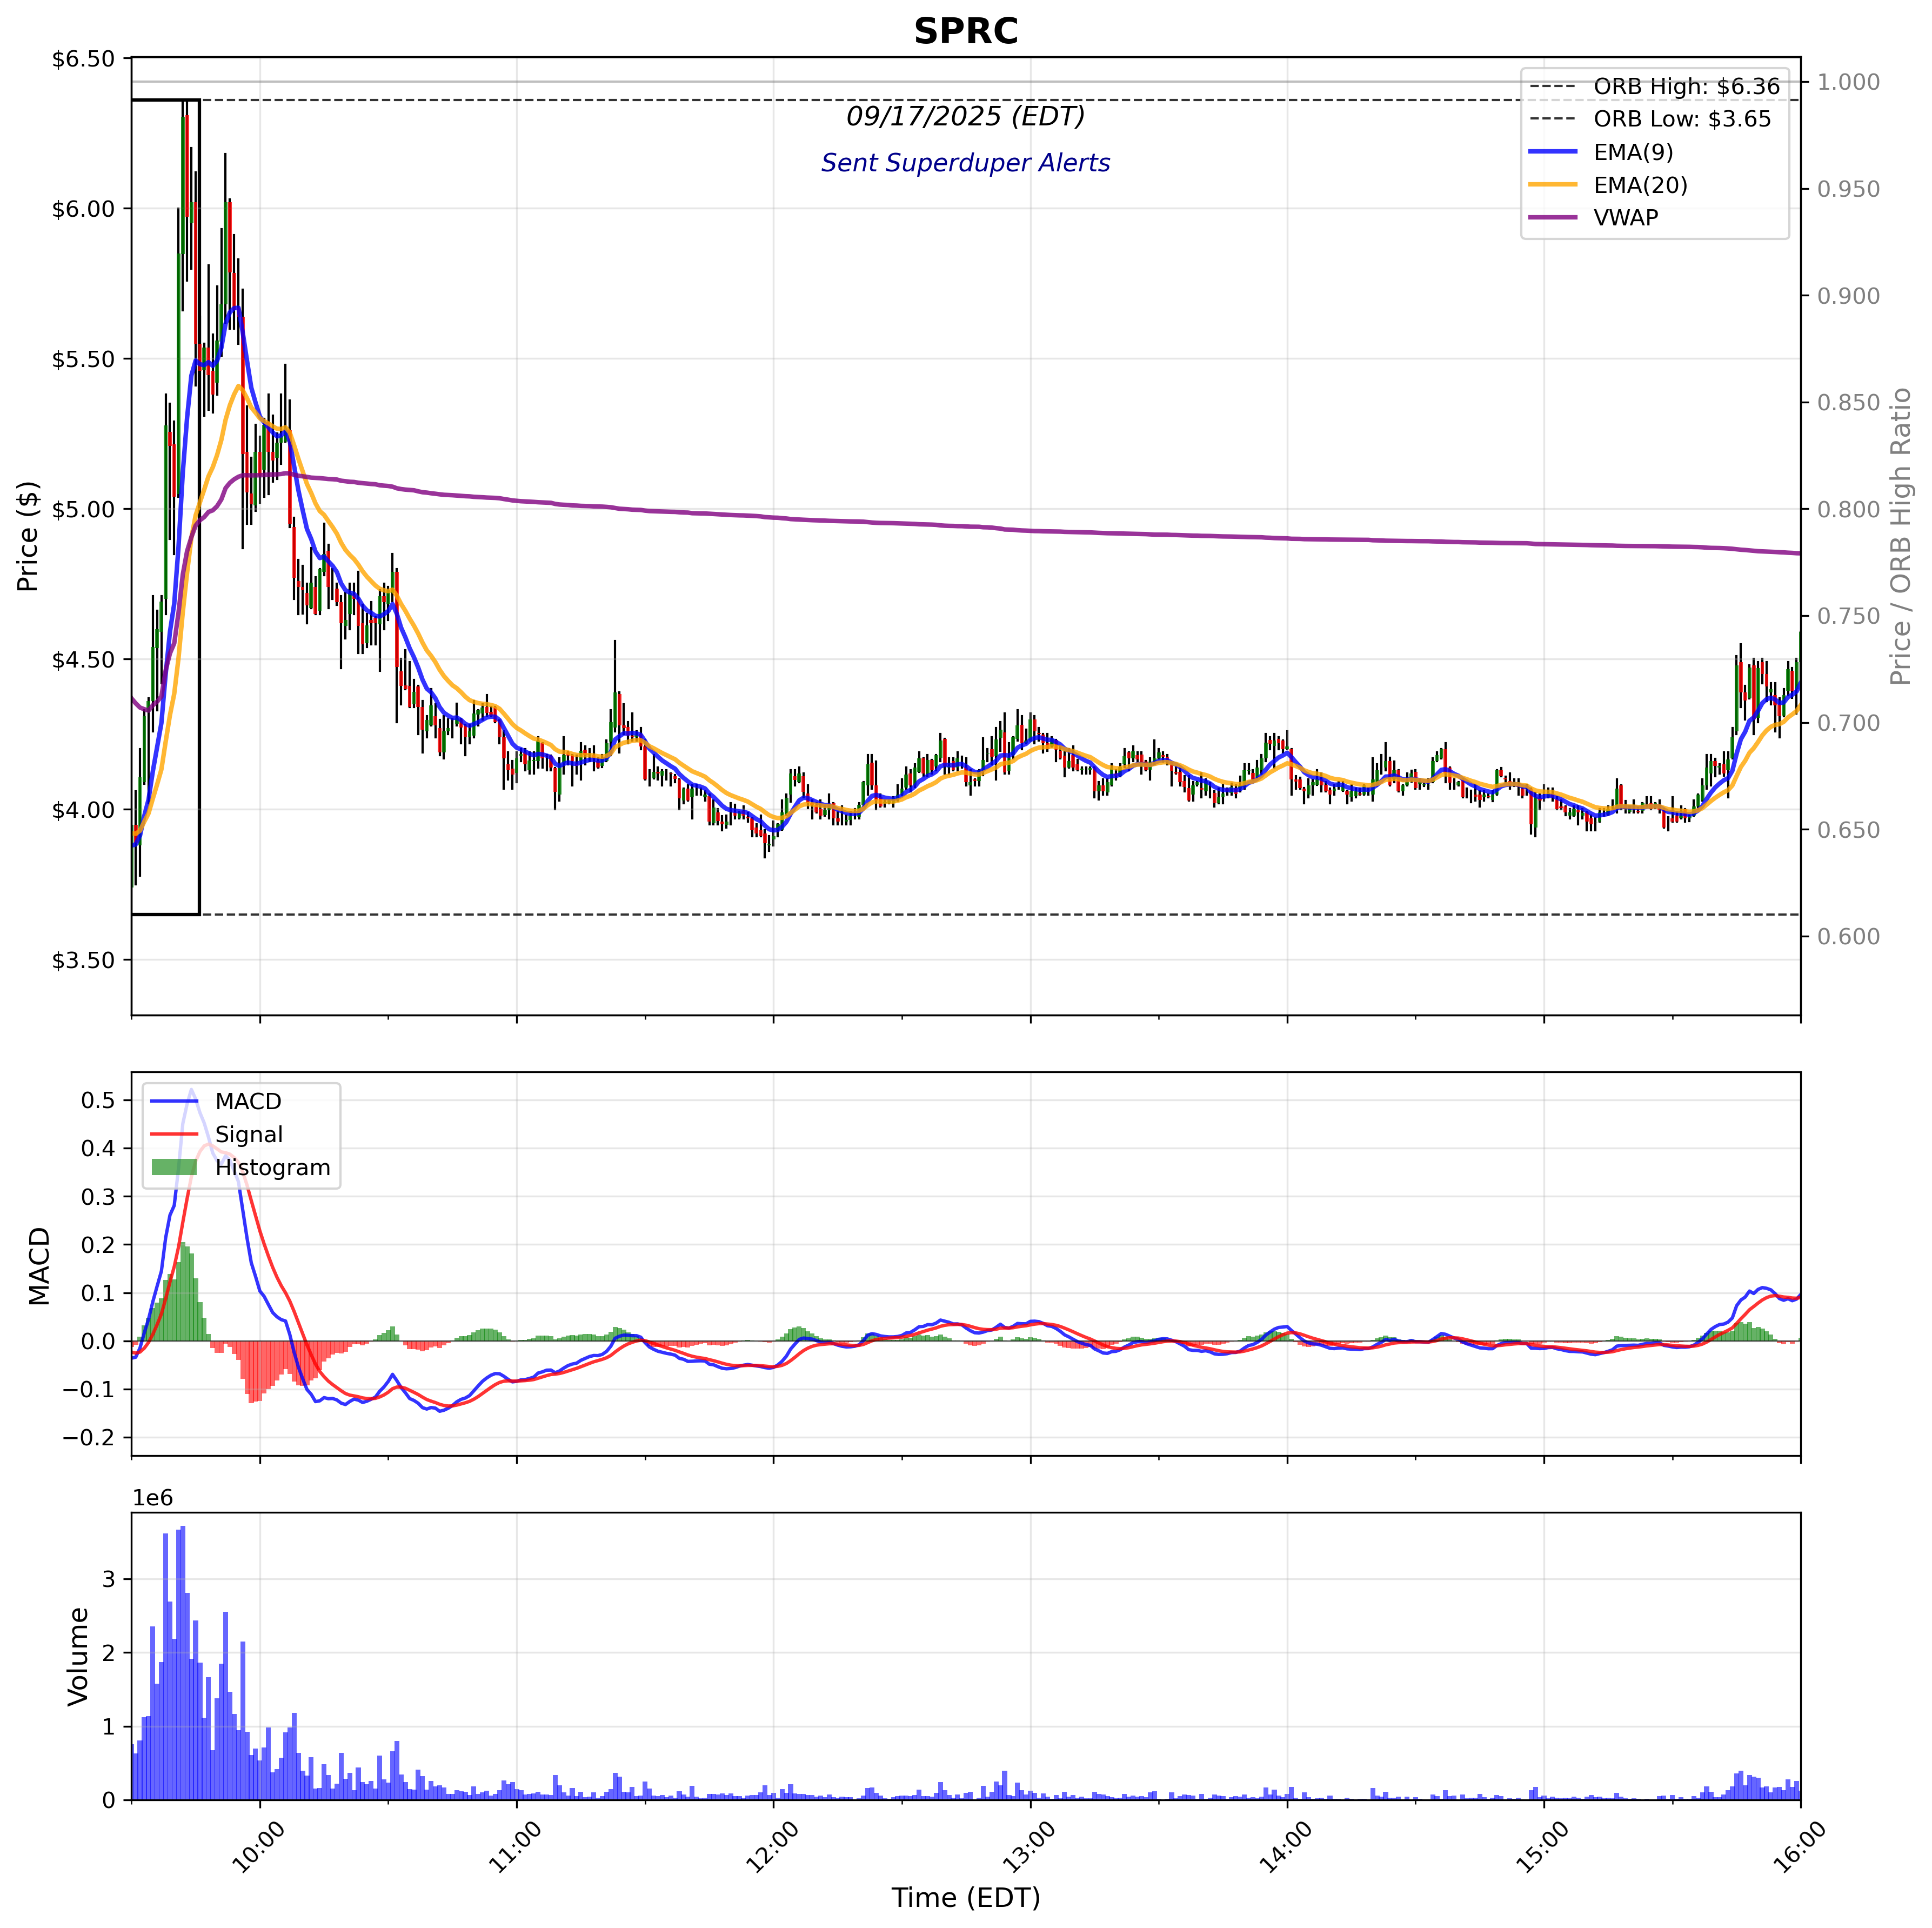 SPRC
$6.50
$6.00
$5.50
$5.00
$4.50
$4.00
$3.50
Price ($)
09/17/2025 (EDT)
Sent Superduper Alerts
ORB High: $6.36
ORB Low: $3.65
EMA(9)
EMA(20)
VWAP
1.000
0.950
0.900
0.850
0.800
0.750
0.700
0.650
0.600
Price / ORB High Ratio
MACD
Signal
Histogram
0.5
0.4
0.3
0.2
0.1
0.0
−0.1
−0.2
MACD
1e6
3
2
1
0
Volume
10:00
11:00
12:00
13:00
14:00
15:00
16:00
Time (EDT)